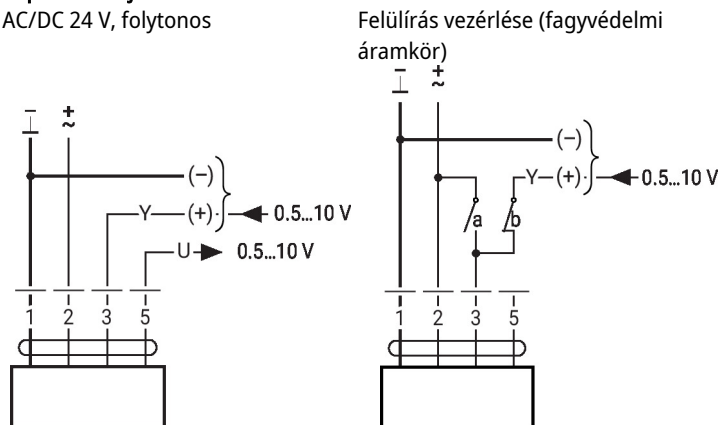 AC/DC 24 V, folytonos
Felülírás vezérlése (fagyvédelmi
áramkör)
(−)
Y (+) 0.5...10 V
U 0.5...10 V
1 2 3 5
(−)
Y (+) 0.5...10 V
a b
1 2 3 5